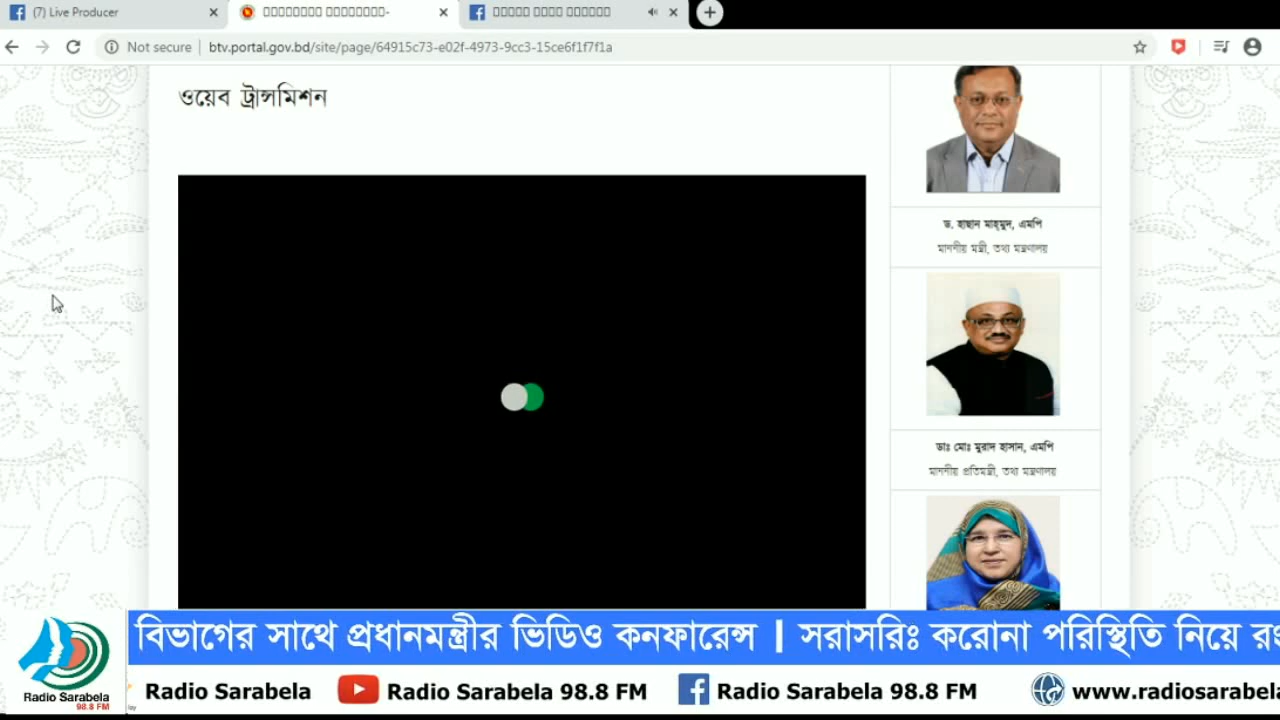 (7) Live Producer
Not secure
btv.portal.gov.bd/site/page/64915c73-e02f-4973-9cc3-15ce6f1f7f1a
ওয়েব ট্রান্সমিশন
ড. হাছান মাহ্‌মুদ, এমপি
মাননীয় মন্ত্রী, তথ্য মন্ত্রণালয়
ডাঃ মোঃ মুরাদ হাসান, এমপি
মাননীয় প্রতিমন্ত্রী, তথ্য মন্ত্রণালয়
বিভাগের সাথে প্রধানমন্ত্রীর ভিডিও কনফারেন্স | সরাসরিঃ করোনা পরিস্থিতি নিয়ে রং
Radio Sarabela
98.8 FM
Radio Sarabela
Radio Sarabela 98.8 FM
Radio Sarabela 98.8 FM
www.radiosarabela